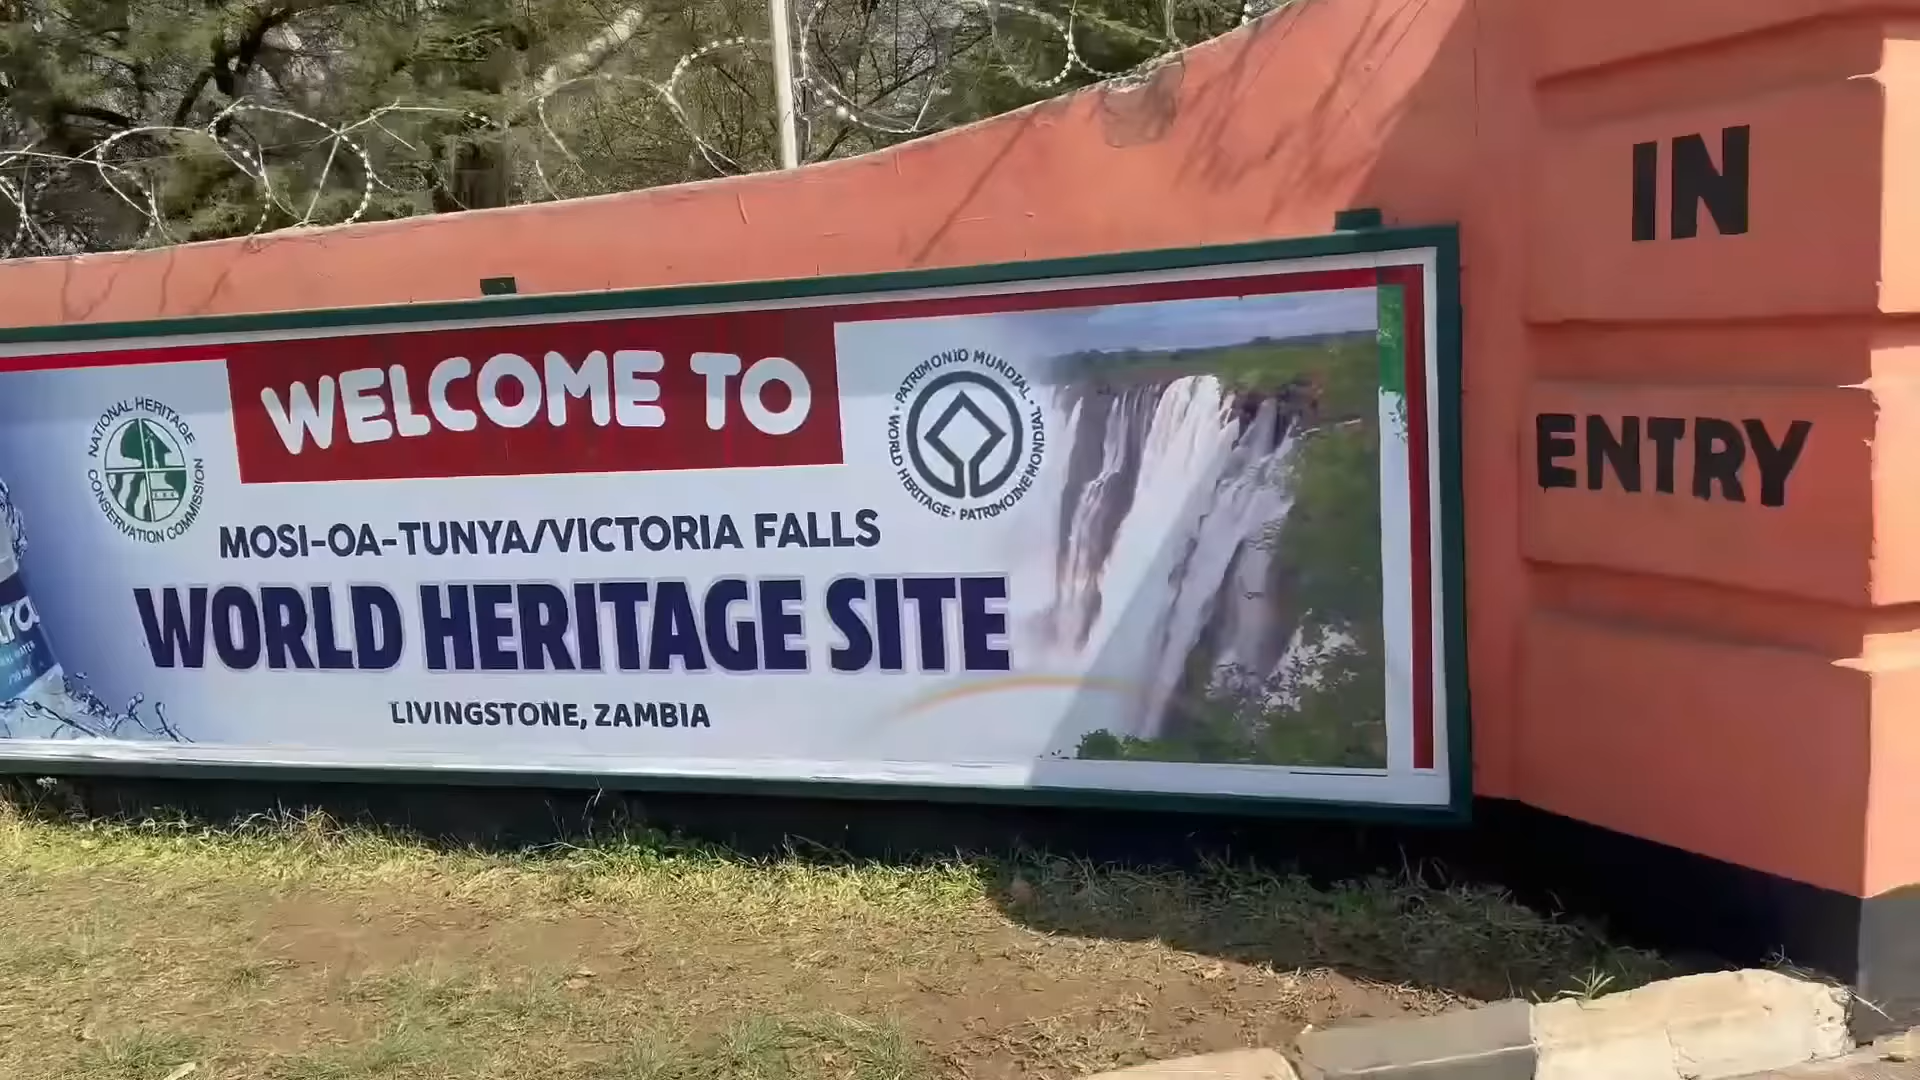 WELCOME TO
NATIONAL HERITAGE CONSERVATION COMMISSION
PATRIMONIO MUNDIAL · WORLD HERITAGE · PATRIMOINE MONDIAL ·
MOSI-OA-TUNYA/VICTORIA FALLS
WORLD HERITAGE SITE
LIVINGSTONE, ZAMBIA
IN
ENTRY